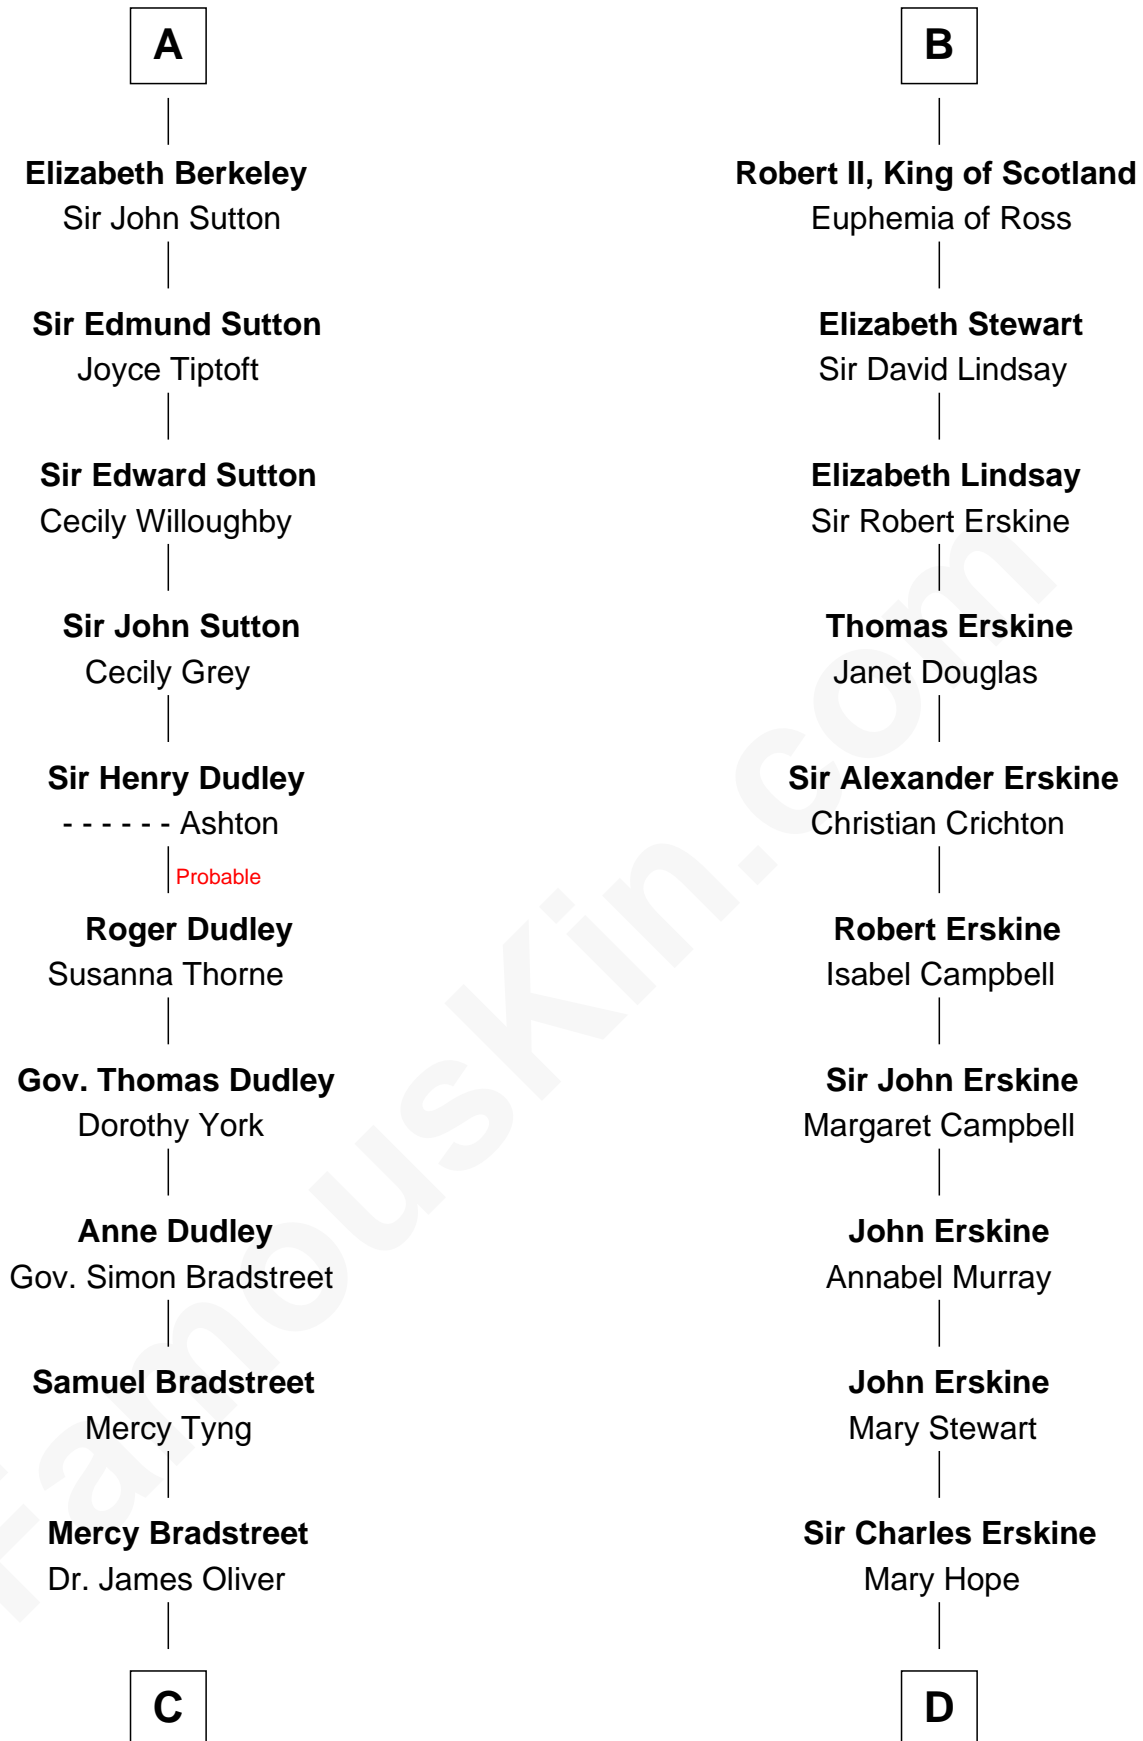 A
Elizabeth Berkeley
Sir John Sutton
Sir Edmund Sutton
Joyce Tiptoft
Sir Edward Sutton
Cecily Willoughby
Sir John Sutton
Cecily Grey
Sir Henry Dudley
- - - - - - Ashton
Probable
Roger Dudley
Susanna Thorne
Gov. Thomas Dudley
Dorothy York
Anne Dudley
Gov. Simon Bradstreet
Samuel Bradstreet
Mercy Tyng
Mercy Bradstreet
Dr. James Oliver
C
B
Robert II, King of Scotland
Euphemia of Ross
Elizabeth Stewart
Sir David Lindsay
Elizabeth Lindsay
Sir Robert Erskine
Thomas Erskine
Janet Douglas
Sir Alexander Erskine
Christian Crichton
Robert Erskine
Isabel Campbell
Sir John Erskine
Margaret Campbell
John Erskine
Annabel Murray
John Erskine
Mary Stewart
Sir Charles Erskine
Mary Hope
D
FamousKin.com